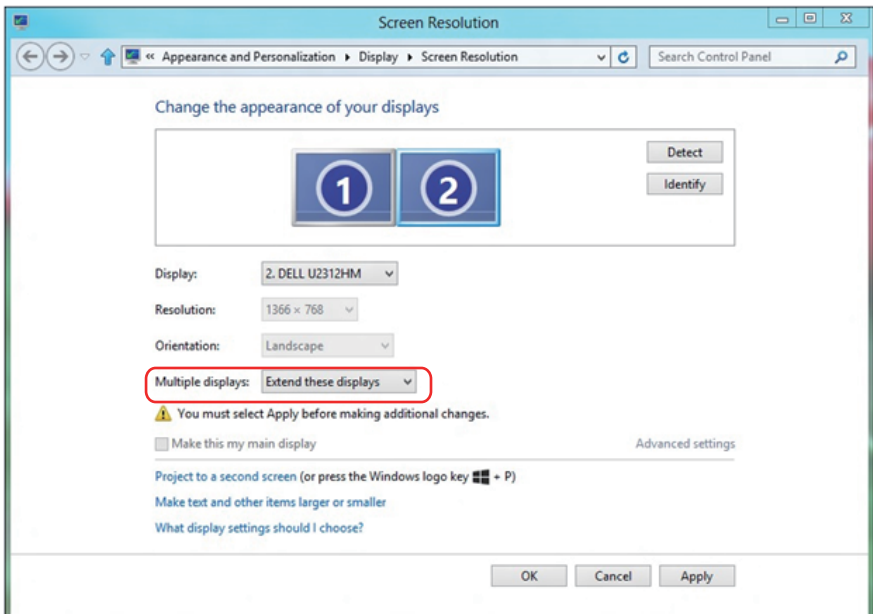 Screen Resolution
« Appearance and Personalization Display Screen Resolution Search Control Panel
Change the appearance of your displays
1 2
Detect
Identify
Display: 2. DELL U2312HM
Resolution: 1366 × 768
Orientation: Landscape
Multiple displays: Extend these displays
You must select Apply before making additional changes.
Make this my main display Advanced settings
Project to a second screen (or press the Windows logo key + P)
Make text and other items larger or smaller
What display settings should I choose?
OK Cancel Apply